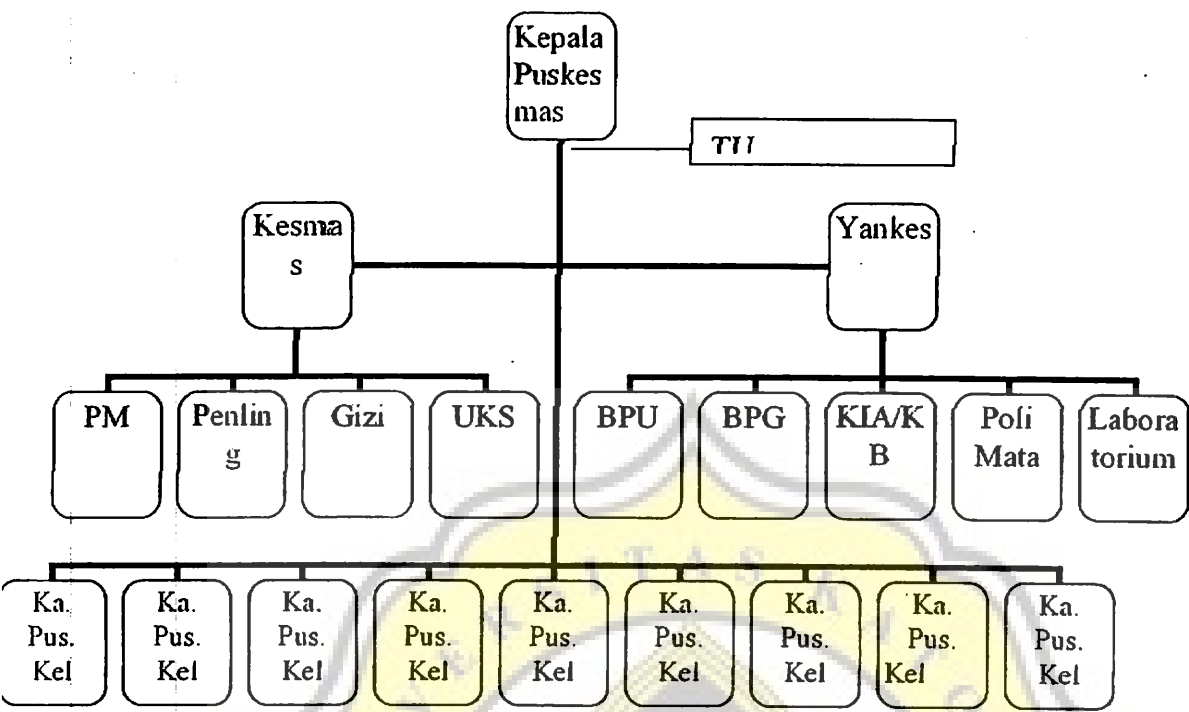 Kepala
Puskes
mas
TU
Kesma
s
Yankes
PM
Penlin
g
Gizi
UKS
BPU
BPG
KIA/K
B
Poli
Mata
Labora
torium
Ka.
Pus.
Kel
Ka.
Pus.
Kel
Ka.
Pus.
Kel
Ka.
Pus.
Kel
Ka.
Pus.
Kel
Ka.
Pus.
Kel
Ka.
Pus.
Kel
Ka.
Pus.
Kel
Ka.
Pus.
Kel